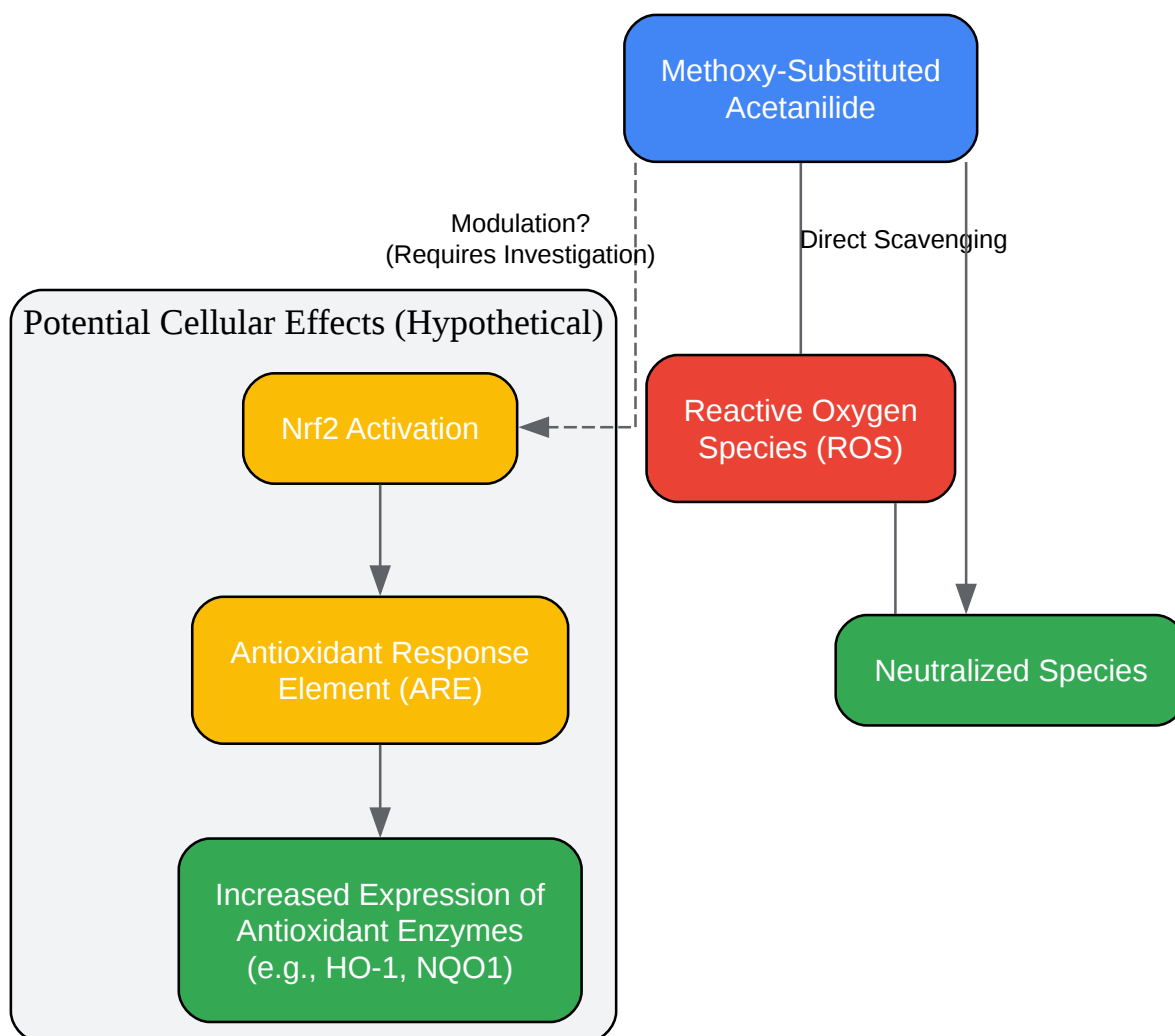 Methoxy-Substituted
Acetanilide
Modulation?
(Requires Investigation)
Direct Scavenging
Potential Cellular Effects (Hypothetical)
Nrf2 Activation
Reactive Oxygen
Species (ROS)
Antioxidant Response
Element (ARE)
Neutralized Species
Increased Expression of
Antioxidant Enzymes
(e.g., HO-1, NQO1)